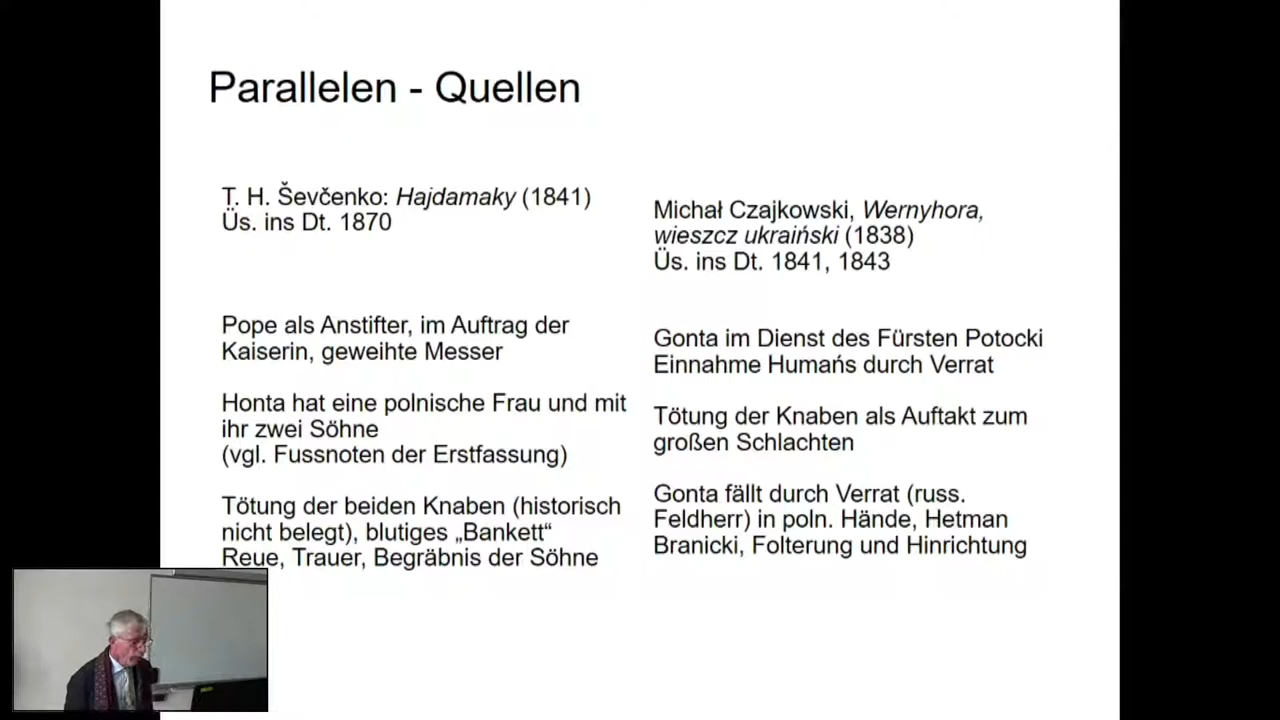 Parallelen - Quellen
T. H. Ševčenko: Hajdamaky (1841)
Üs. ins Dt. 1870
Pope als Anstifter, im Auftrag der
Kaiserin, geweihte Messer
Honta hat eine polnische Frau und mit
ihr zwei Söhne
(vgl. Fussnoten der Erstfassung)
Tötung der beiden Knaben (historisch
nicht belegt), blutiges „Bankett“
Reue, Trauer, Begräbnis der Söhne
Michał Czajkowski, Wernyhora,
wieszcz ukraiński (1838)
Üs. ins Dt. 1841, 1843
Gonta im Dienst des Fürsten Potocki
Einnahme Humańs durch Verrat
Tötung der Knaben als Auftakt zum
großen Schlachten
Gonta fällt durch Verrat (russ.
Feldherr) in poln. Hände, Hetman
Branicki, Folterung und Hinrichtung